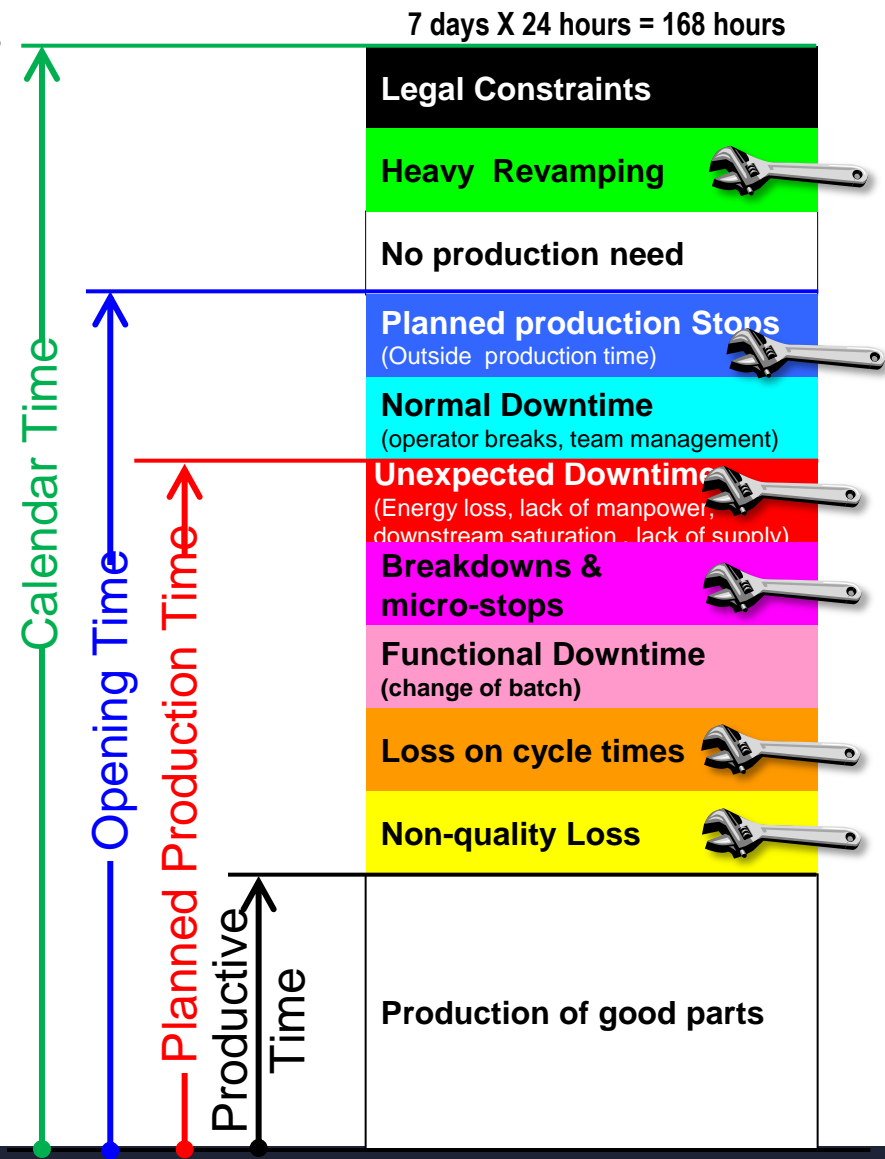 7 days X 24 hours = 168 hours
Legal Constraints
Heavy Revamping
No production need
Planned production Stops
(Outside production time)
Normal Downtime
(operator breaks, team management)
Unexpected Downtime
(Energy loss, lack of manpower,
downstream saturation , lack of supply)
Breakdowns &
micro-stops
Functional Downtime
(change of batch)
Loss on cycle times
Non-quality Loss
Production of good parts
Calendar Time
Opening Time
Planned Production Time
Productive
Time